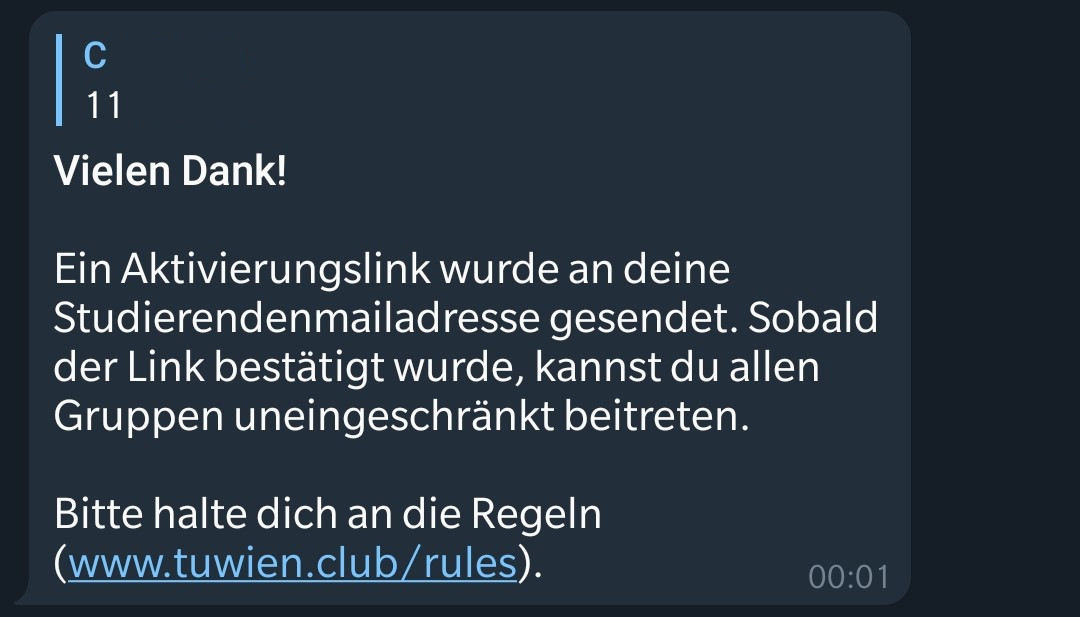 C
11
Vielen Dank!
Ein Aktivierungslink wurde an deine
Studierendenmailadresse gesendet. Sobald
der Link bestätigt wurde, kannst du allen
Gruppen uneingeschränkt beitreten.
Bitte halte dich an die Regeln
(www.tuwien.club/rules).
00:01